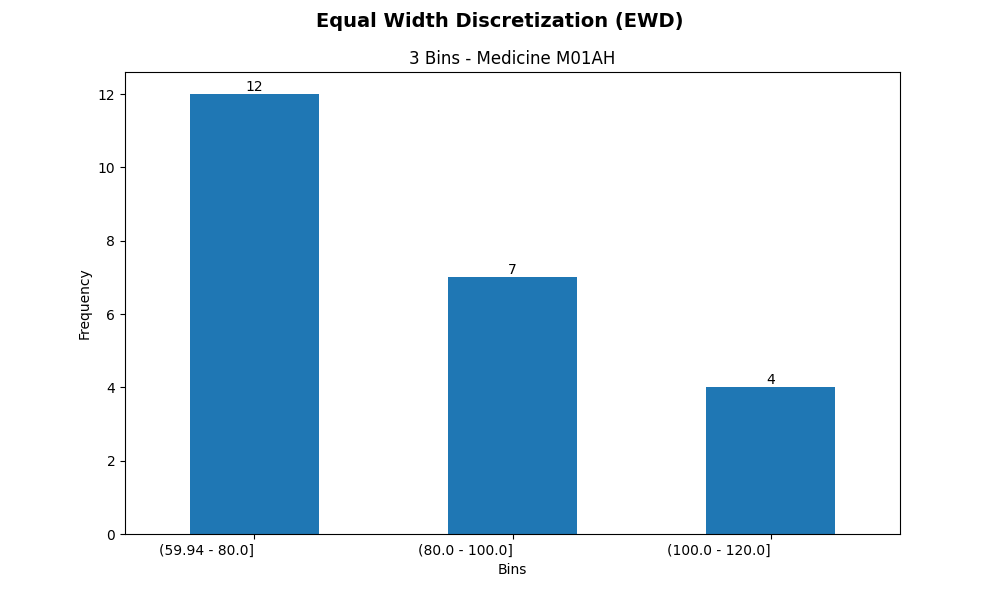 Equal Width Discretization (EWD)
3 Bins - Medicine M01AH
12
12
10
8
7
6
4
4
2
0
Frequency
(59.94 - 80.0]
(80.0 - 100.0]
(100.0 - 120.0]
Bins